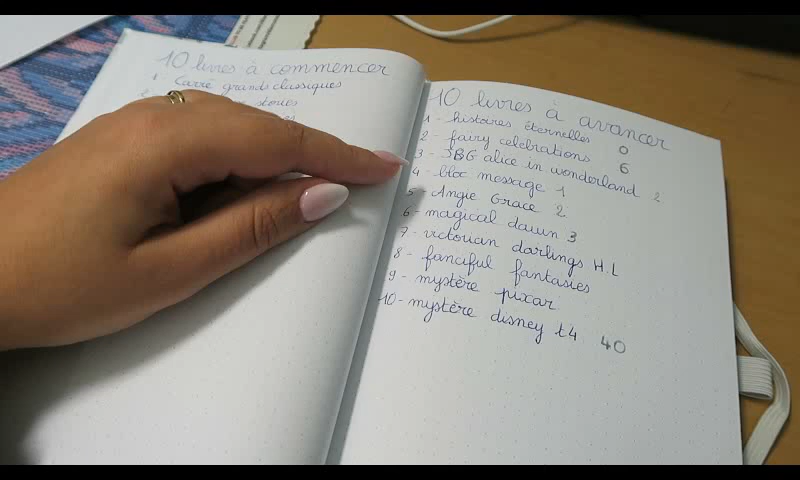 10 livres à commencer
1 Carré grands classiques
2
stories
10 livres à avancer
1 - histoires éternelles 0
2 - fairy celebrations 6
3 - JBG alice in wonderland 2
4 - bloc message 1
5 - Angie Grace 2
6 - magical dawn 3
7 - victorian darlings H.L
8 - fanciful fantasies
9 - mystère pixar
10 - mystère disney t4 40